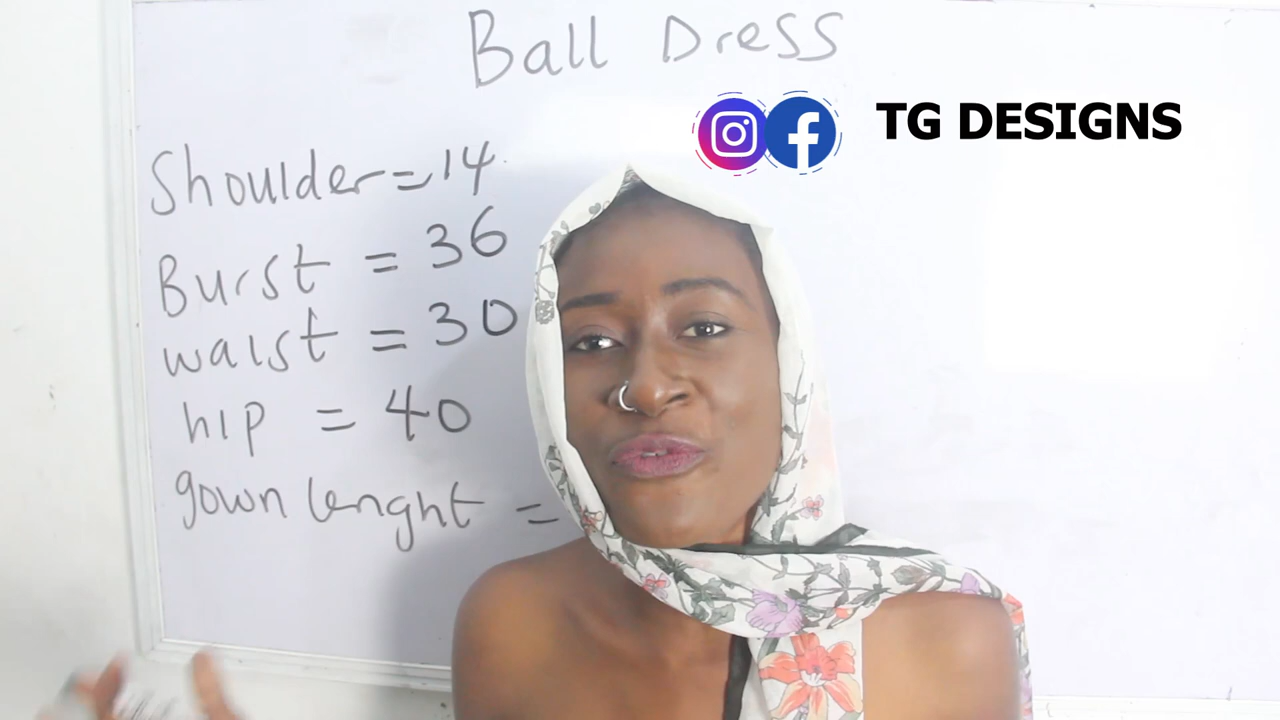 Ball Dress
TG DESIGNS
Shoulder = 14
Burst = 36
waist = 30
hip = 40
gown lenght =